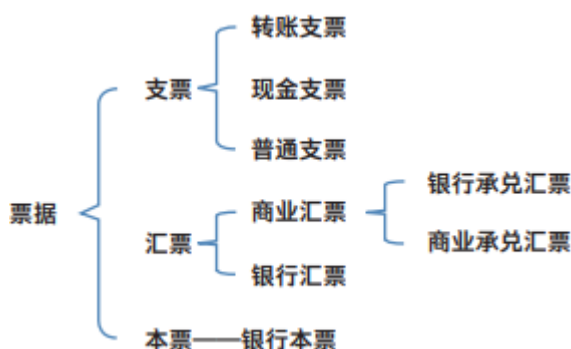 转账支票
支票
现金支票
普通支票
银行承兑汇票
票据
商业汇票
商业承兑汇票
汇票
银行汇票
本票——银行本票